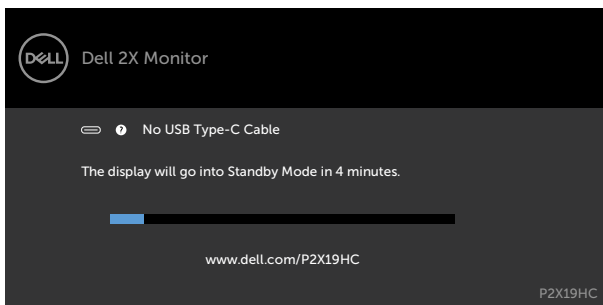 DELL
Dell 2X Monitor
? No USB Type-C Cable
The display will go into Standby Mode in 4 minutes.
www.dell.com/P2X19HC
P2X19HC